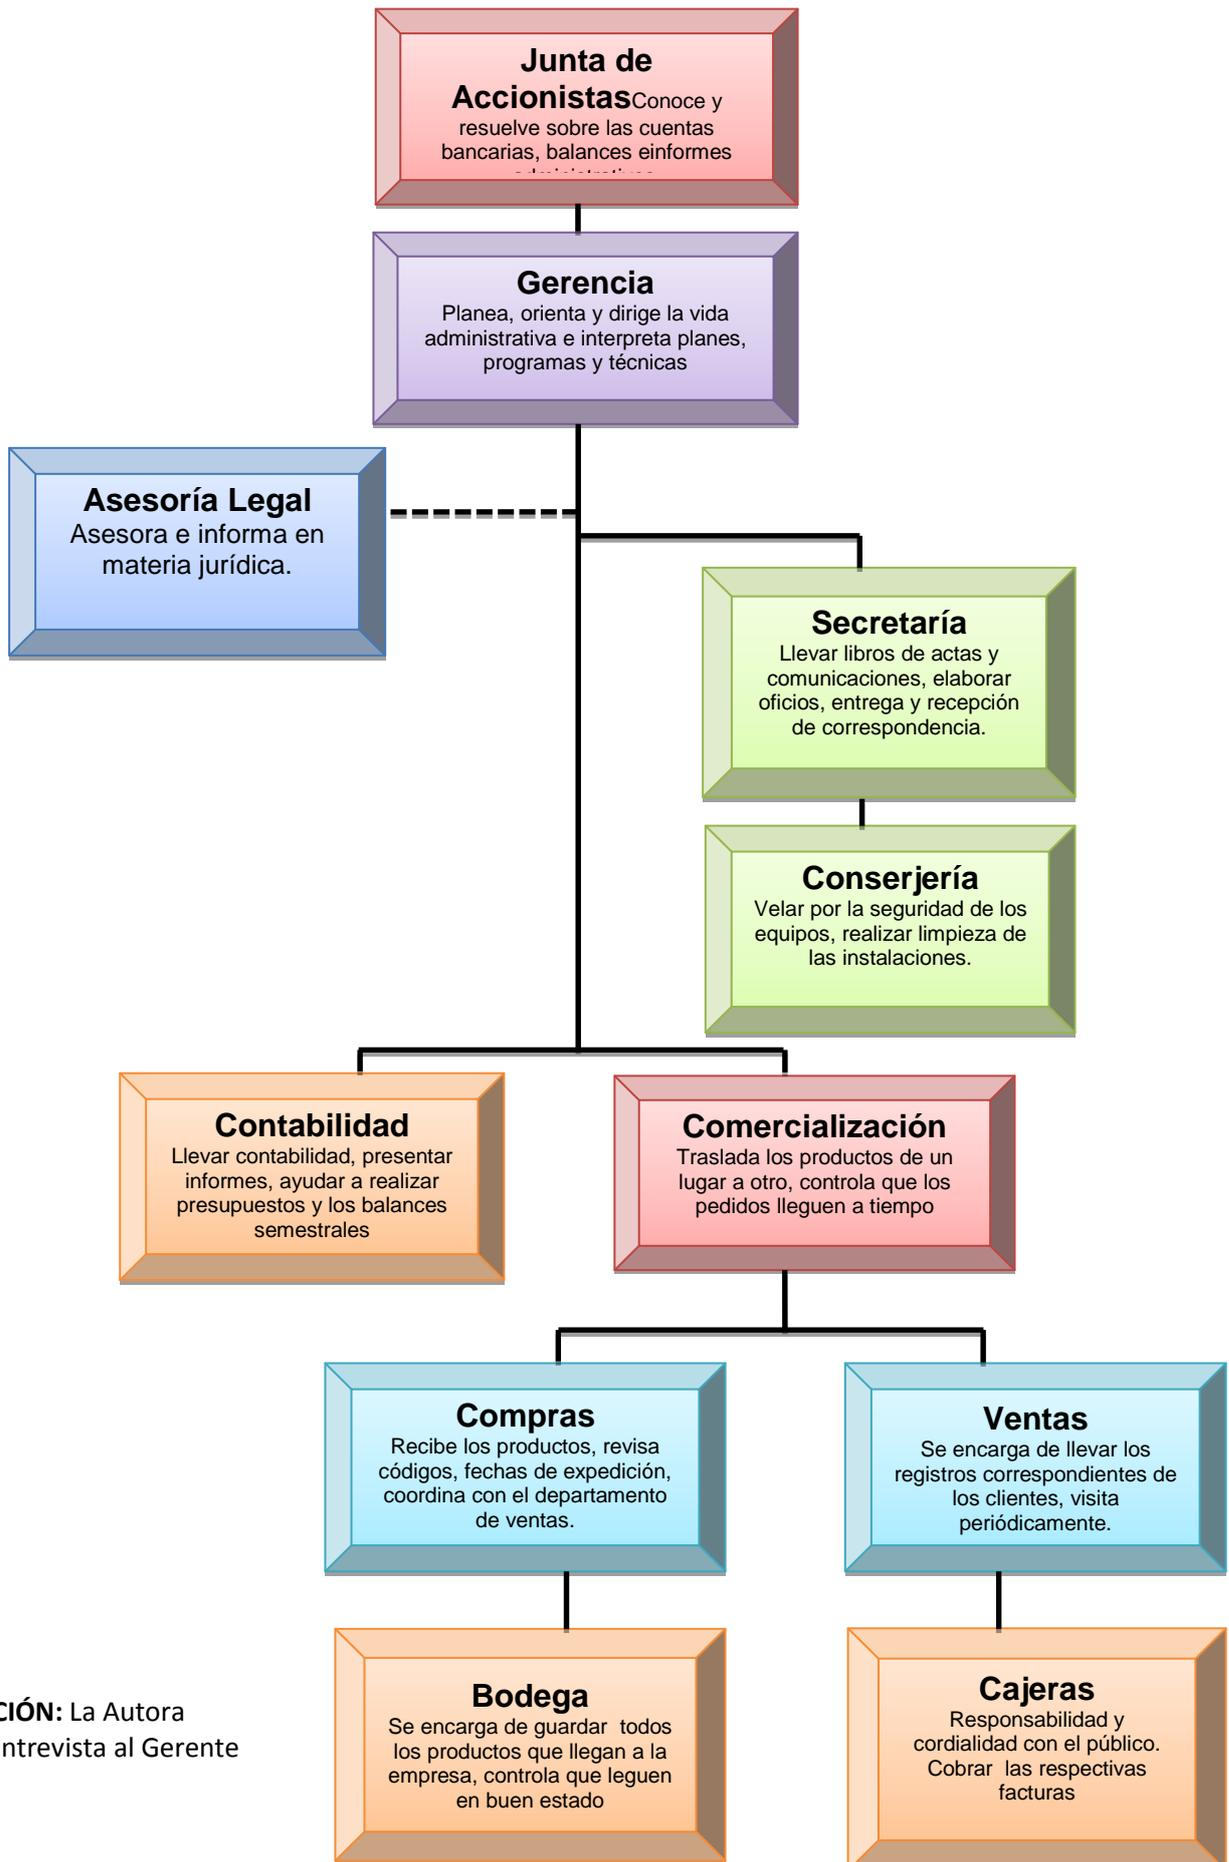 Junta de
AccionistasConoce y
resuelve sobre las cuentas
bancarias, balances einformes
Gerencia
Planea, orienta y dirige la vida
administrativa e interpreta planes,
programas y técnicas
Asesoría Legal
Asesora e informa en
materia jurídica.
Secretaría
Llevar libros de actas y
comunicaciones, elaborar
oficios, entrega y recepción
de correspondencia.
Conserjería
Velar por la seguridad de los
equipos, realizar limpieza de
las instalaciones.
Contabilidad
Llevar contabilidad, presentar
informes, ayudar a realizar
presupuestos y los balances
semestrales
Comercialización
Traslada los productos de un
lugar a otro, controla que los
pedidos lleguen a tiempo
Compras
Recibe los productos, revisa
códigos, fechas de expedición,
coordina con el departamento
de ventas.
Ventas
Se encarga de llevar los
registros correspondientes de
los clientes, visita
periódicamente.
Bodega
Se encarga de guardar  todos
los productos que llegan a la
empresa, controla que leguen
en buen estado
Cajeras
Responsabilidad y
cordialidad con el público.
Cobrar  las respectivas
facturas
CIÓN: La Autora
ntrevista al Gerente